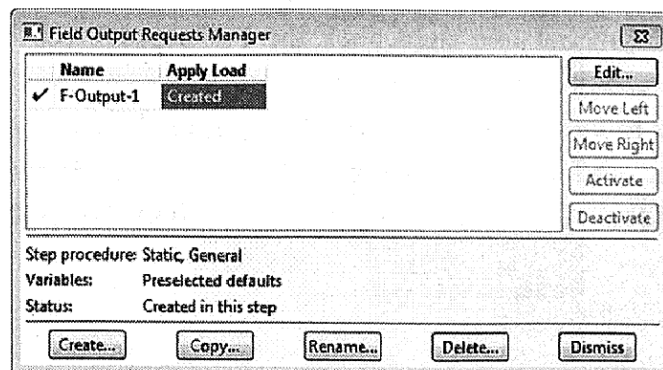 Field Output Requests Manager
Name Apply Load
✔ F-Output-1 Created
Edit...
Move Left
Move Right
Activate
Deactivate
Step procedure: Static, General
Variables: Preselected defaults
Status: Created in this step
Create... Copy... Rename... Delete... Dismiss